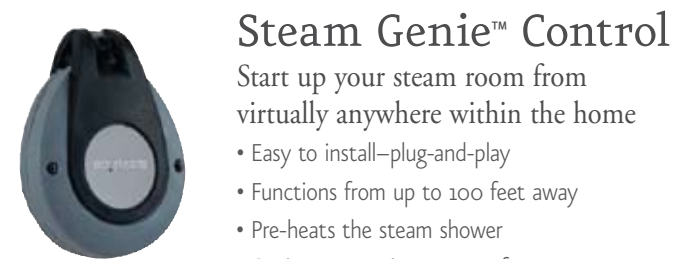 Steam Genie™ Control
Start up your steam room from
virtually anywhere within the home
• Easy to install–plug-and-play
• Functions from up to 100 feet away
• Pre-heats the steam shower